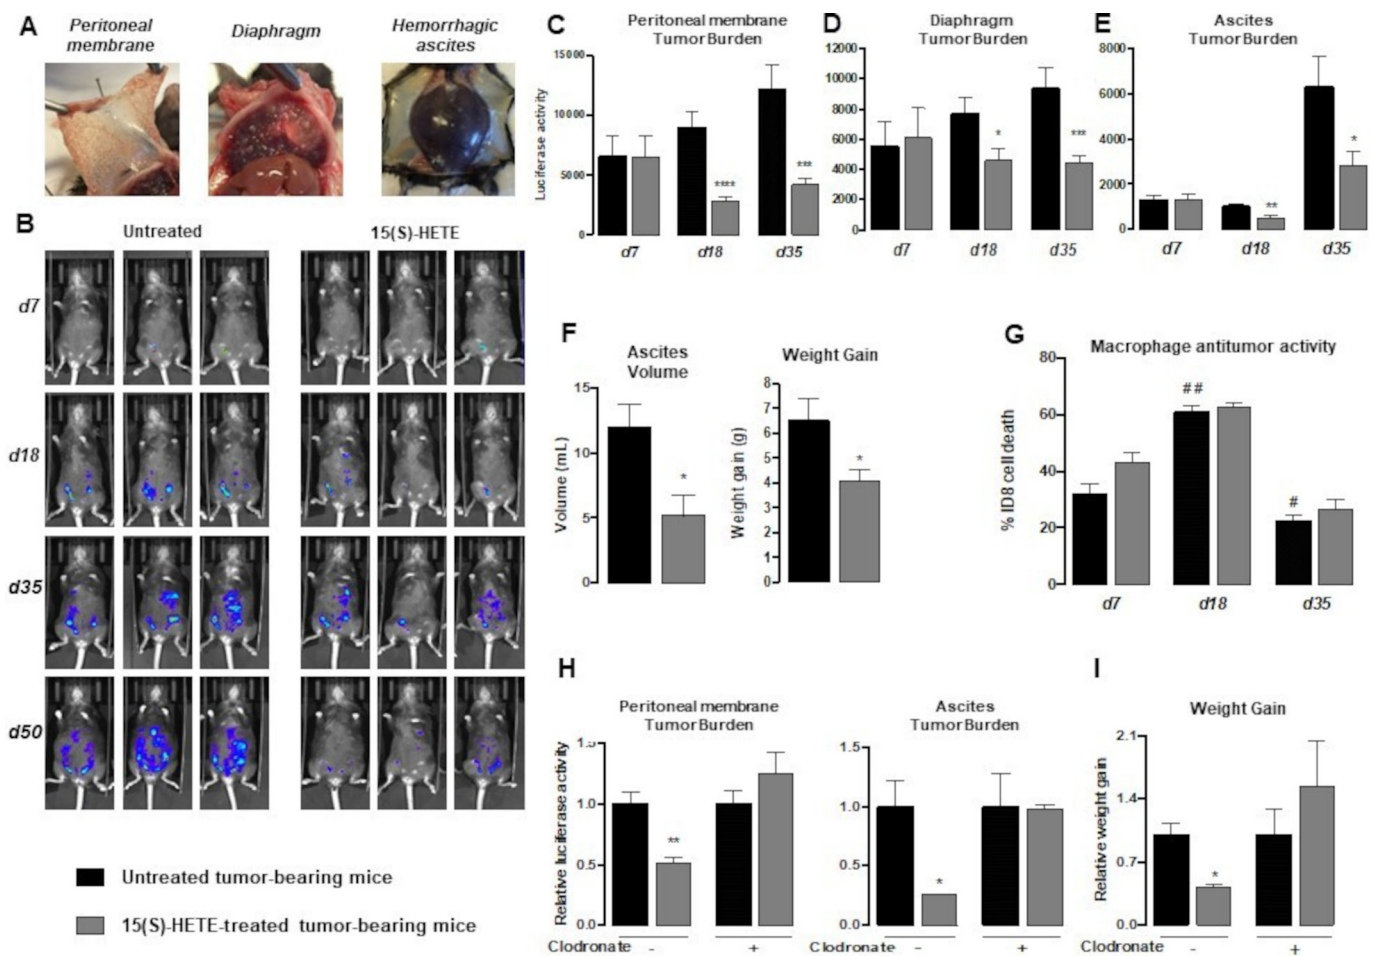 A
Peritoneal
membrane
Diaphragm
Hemorrhagic
ascites
B
Untreated
15(S)-HETE
d7
d18
d35
d50
Untreated tumor-bearing mice
15(S)-HETE-treated tumor-bearing mice
C
Peritoneal membrane
Tumor Burden
Luciferase activity
15000
10000
5000
0
****
***
d7 d18 d35
D
Diaphragm
Tumor Burden
12000
10000
8000
6000
4000
2000
0
*
***
d7 d18 d35
E
Ascites
Tumor Burden
8000
6000
4000
2000
0
**
*
d7 d18 d35
F
Ascites
Volume
Volume (mL)
15
10
5
0
*
Weight Gain
Weight gain (g)
8
7
6
5
4
3
2
1
0
*
G
Macrophage antitumor activity
% ID8 cell death
80
60
40
20
0
##
#
d7 d18 d35
H
Peritoneal membrane
Tumor Burden
Relative luciferase activity
1.5
1.0
0.5
0.0
**
Clodronate - +
Ascites
Tumor Burden
1.5
1.0
0.5
0.0
*
Clodronate - +
I
Weight Gain
Relative weight gain
2.1
1.4
0.7
0.0
*
Clodronate - +